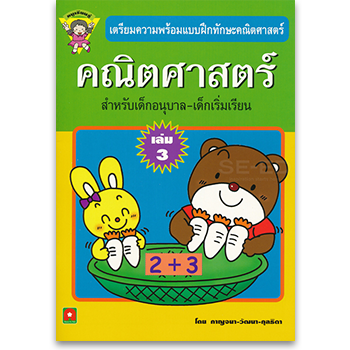 เตรียมความพร้อมแบบฝึกทักษะคณิตศาสตร์
คณิตศาสตร์
สำหรับเด็กอนุบาล-เด็กเริ่มเรียน
เล่ม
3
2+3
โดย กาญจนา-วัฒนา-กุลธิดา